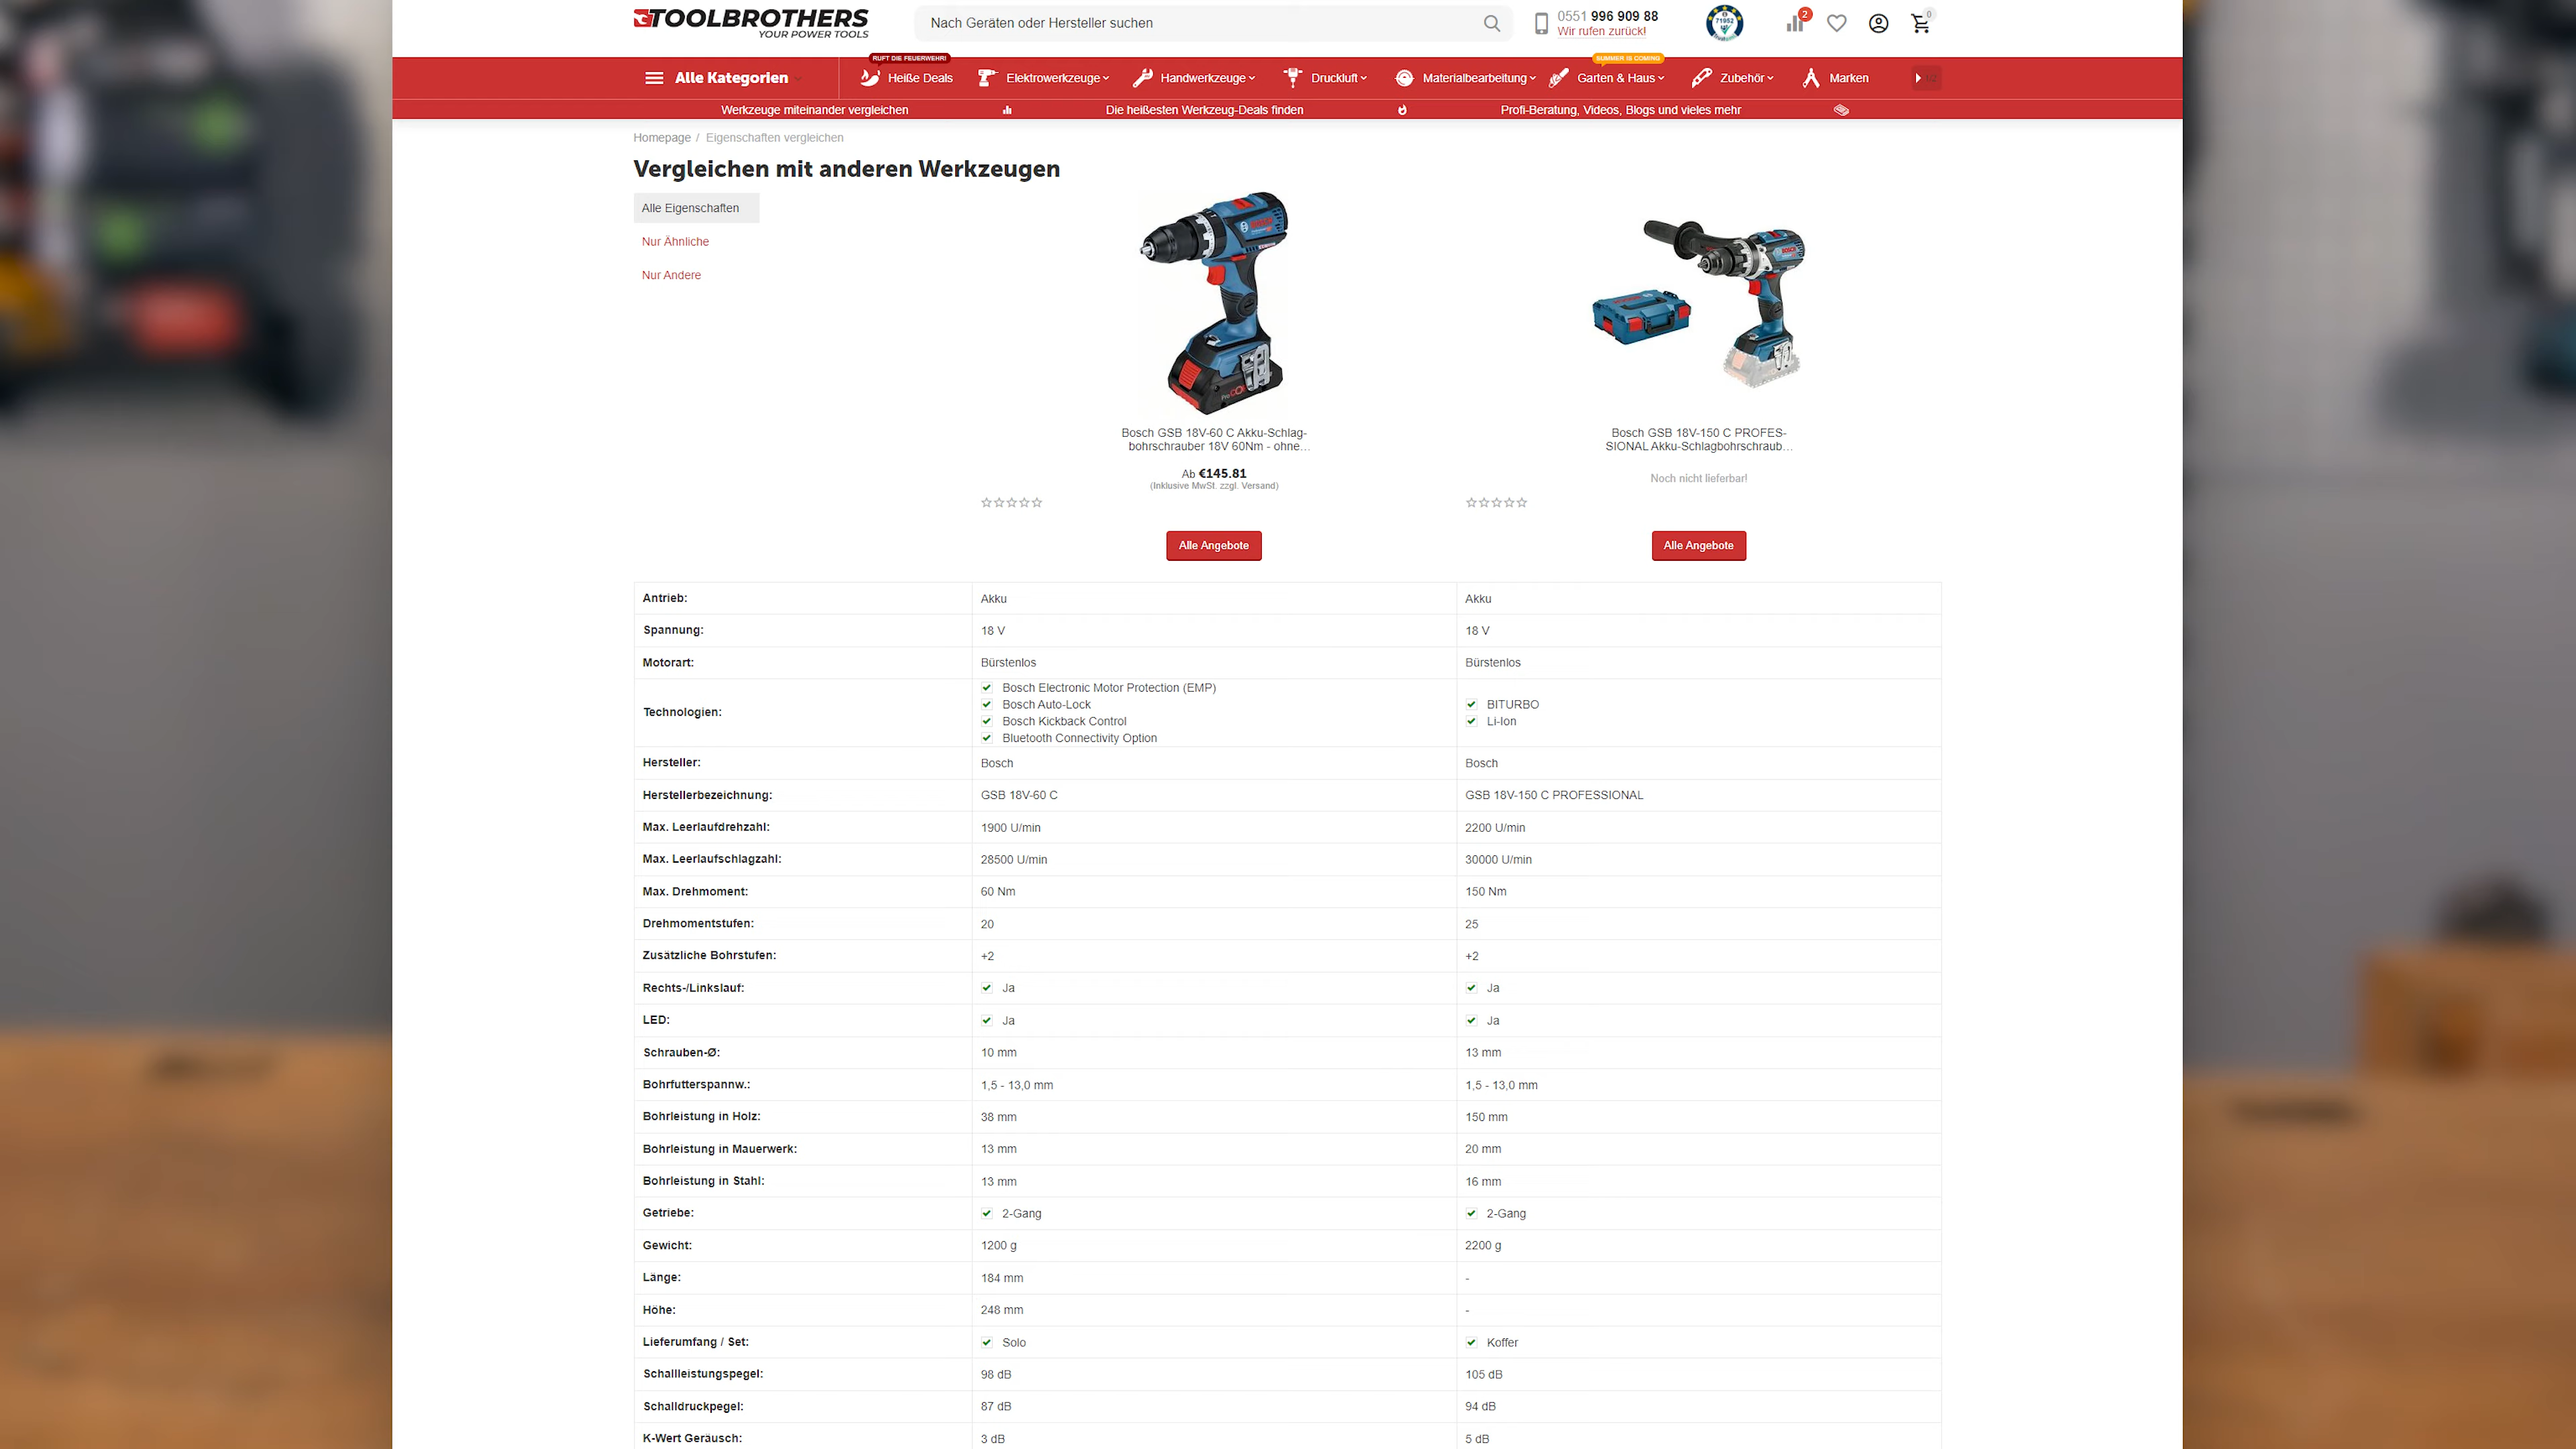 TOOLBROTHERS
YOUR POWER TOOLS
Nach Geräten oder Hersteller suchen
0551 996 909 88
Wir rufen zurück!
71952
2
0
RUFT DIE FEUERWEHR!
SUMMER IS COMING
Alle Kategorien
Heiße Deals
Elektrowerkzeuge
Handwerkzeuge
Druckluft
Materialbearbeitung
Garten & Haus
Zubehör
Marken
Werkzeuge miteinander vergleichen
Die heißesten Werkzeug-Deals finden
Profi-Beratung, Videos, Blogs und vieles mehr
Homepage / Eigenschaften vergleichen
Vergleichen mit anderen Werkzeugen
Alle Eigenschaften
Nur Ähnliche
Nur Andere
Bosch GSB 18V-60 C Akku-Schlag-
bohrschrauber 18V 60Nm - ohne...
Ab €145.81
(Inklusive MwSt. zzgl. Versand)
Alle Angebote
Bosch GSB 18V-150 C PROFES-
SIONAL Akku-Schlagbohrschraub...
Noch nicht lieferbar!
Alle Angebote
Antrieb: Akku Akku
Spannung: 18 V 18 V
Motorart: Bürstenlos Bürstenlos
Technologien:
Bosch Electronic Motor Protection (EMP)
Bosch Auto-Lock
Bosch Kickback Control
Bluetooth Connectivity Option
BITURBO
Li-Ion
Hersteller: Bosch Bosch
Herstellerbezeichnung: GSB 18V-60 C GSB 18V-150 C PROFESSIONAL
Max. Leerlaufdrehzahl: 1900 U/min 2200 U/min
Max. Leerlaufschlagzahl: 28500 U/min 30000 U/min
Max. Drehmoment: 60 Nm 150 Nm
Drehmomentstufen: 20 25
Zusätzliche Bohrstufen: +2 +2
Rechts-/Linkslauf: Ja Ja
LED: Ja Ja
Schrauben-Ø: 10 mm 13 mm
Bohrfutterspannw.: 1,5 - 13,0 mm 1,5 - 13,0 mm
Bohrleistung in Holz: 38 mm 150 mm
Bohrleistung in Mauerwerk: 13 mm 20 mm
Bohrleistung in Stahl: 13 mm 16 mm
Getriebe: 2-Gang 2-Gang
Gewicht: 1200 g 2200 g
Länge: 184 mm -
Höhe: 248 mm -
Lieferumfang / Set: Solo Koffer
Schallleistungspegel: 98 dB 105 dB
Schalldruckpegel: 87 dB 94 dB
K-Wert Geräusch: 3 dB 5 dB